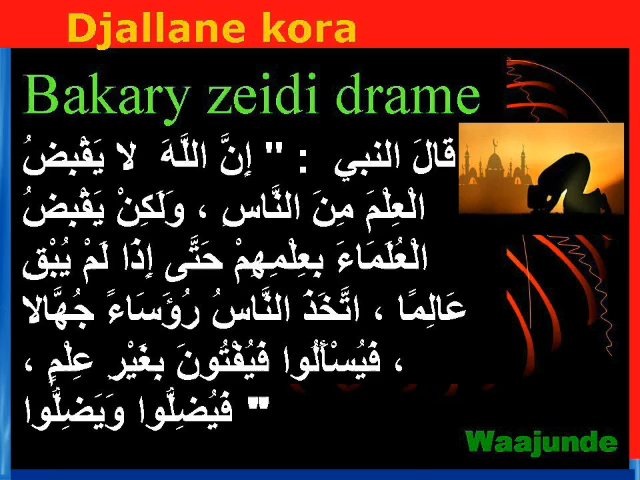 Djallane kora
Bakary zeidi drame
قَالَ النبي : " إِنَّ اللَّهَ لا يَقْبِضُ
الْعِلْمَ مِنَ النَّاسِ ، وَلَكِنْ يَقْبِضُ
الْعُلَمَاءَ بِعِلْمِهِمْ حَتَّى إِذَا لَمْ يُبْقِ
عَالِمًا ، اتَّخَذَ النَّاسُ رُؤَسَاءً جُهَّالا
، فَيُسْأَلُوا فَيُفْتُونَ بِغَيْرِ عِلْمٍ ،
فَيُضِلُّوا وَيَضِلُّوا "
Waajunde